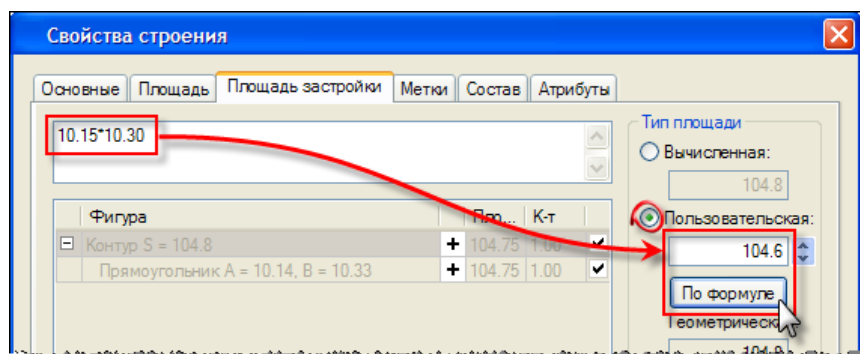 Свойства строения
Основные Площадь Площадь застройки Метки Состав Атрибуты
10.15*10.30
Тип площади
Вычисленная:
104.8
Фигура Пло... К-т
Пользовательская:
Контур S = 104.8 + 104.75 1.00
104.6
Прямоугольник A = 10.14, B = 10.33 + 104.75 1.00
По формуле